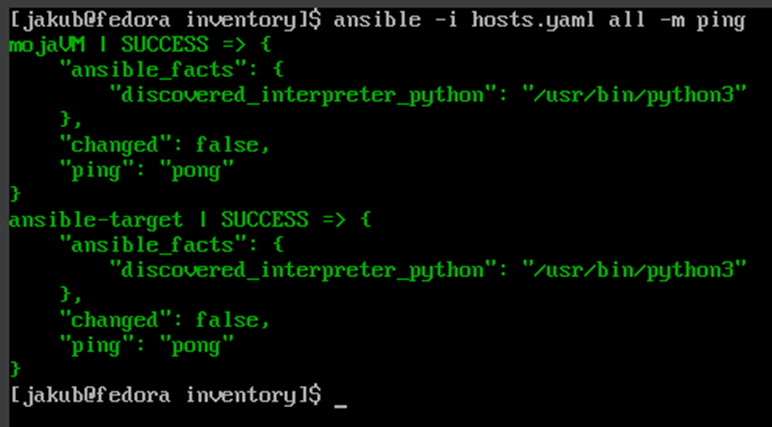 [jakub@fedora inventory]$ ansible -i hosts.yaml all -m ping
mojaVM | SUCCESS => {
    "ansible_facts": {
        "discovered_interpreter_python": "/usr/bin/python3"
    },
    "changed": false,
    "ping": "pong"
}
ansible-target | SUCCESS => {
    "ansible_facts": {
        "discovered_interpreter_python": "/usr/bin/python3"
    },
    "changed": false,
    "ping": "pong"
}
[jakub@fedora inventory]$ _